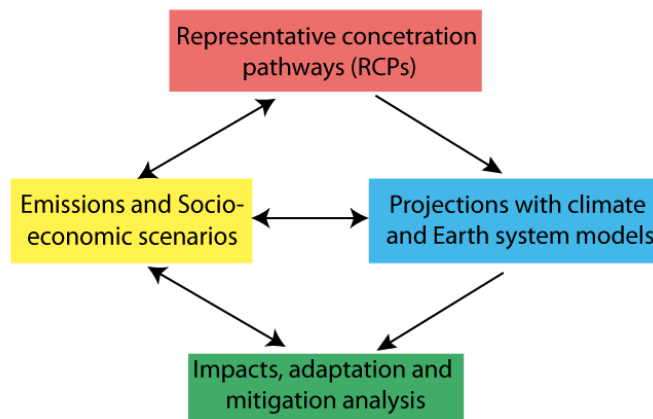 Representative concetration
pathways (RCPs)
Emissions and Socio-
economic scenarios
Projections with climate
and Earth system models
Impacts, adaptation and
mitigation analysis